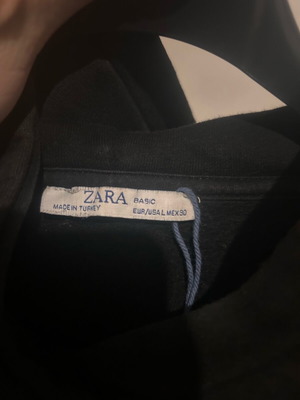 ZARA BASIC
MADE IN TURKEY EUR/USA L MEX 30